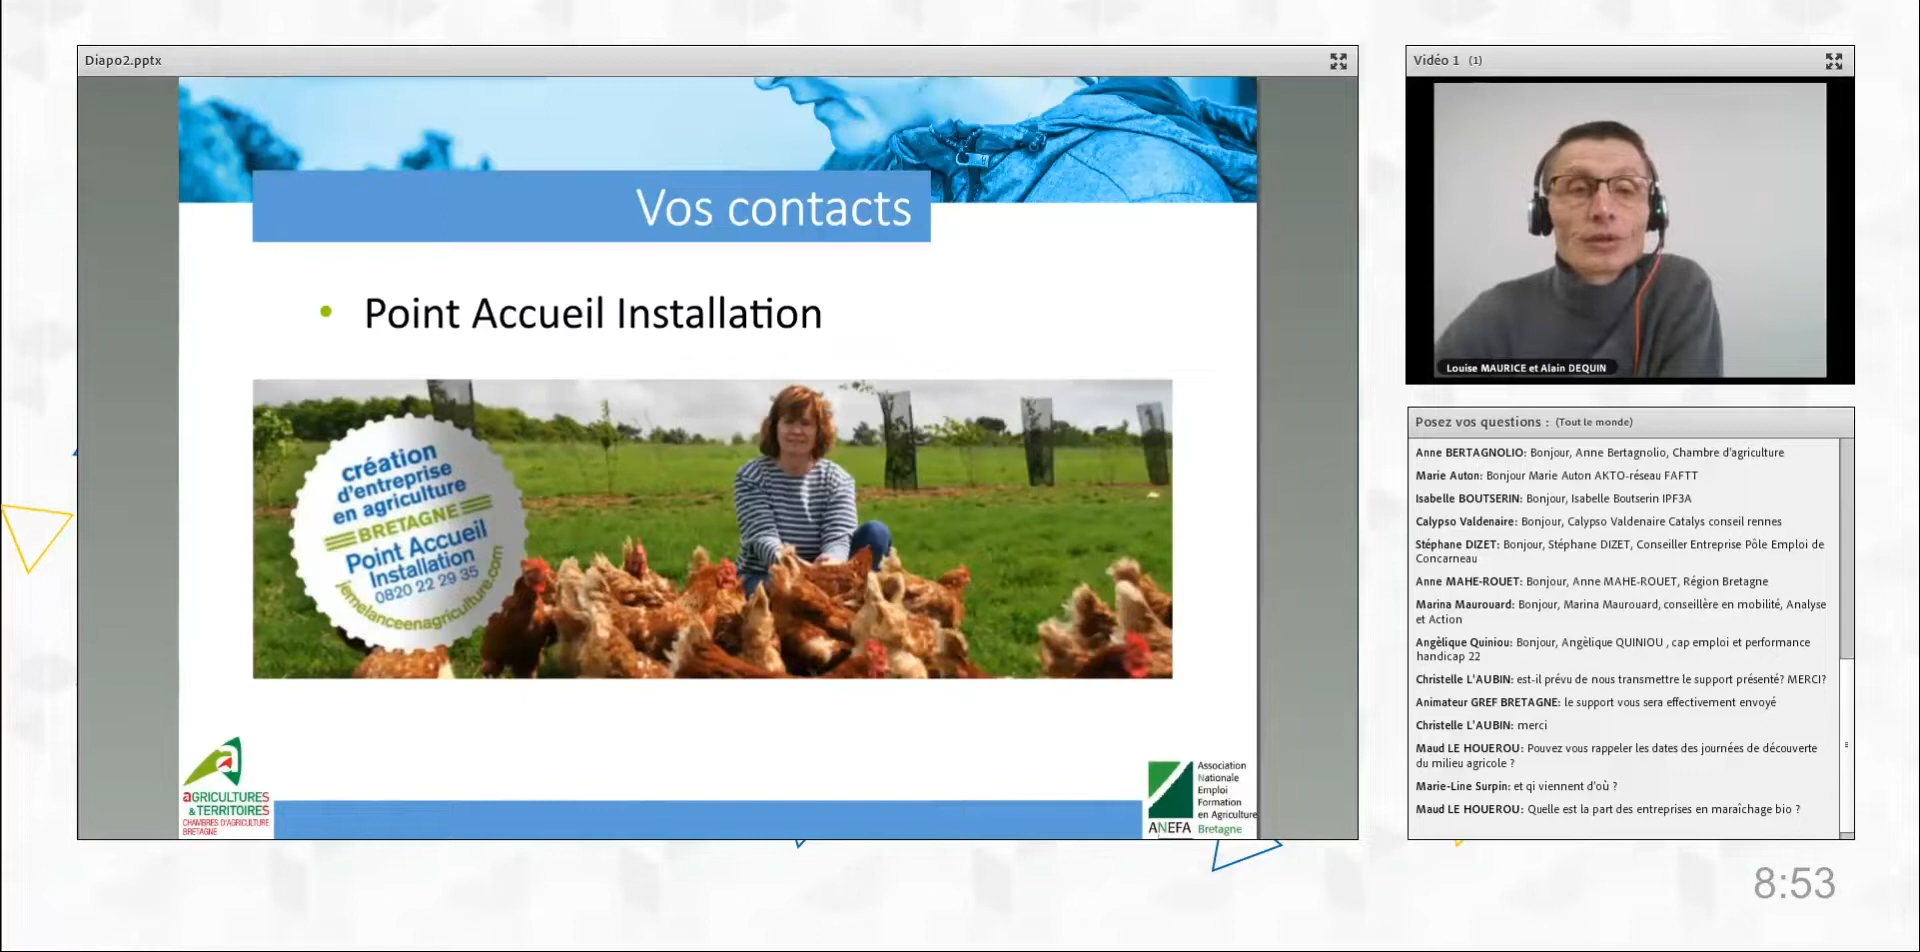 Diapo2.pptx
Vos contacts
• Point Accueil Installation
création
d'entreprise
en agriculture
BRETAGNE
Point Accueil
Installation
0820 22 29 35
jemelanceenagriculture.com
aGRICULTURES
& TERRITOIRES
CHAMBRES D'AGRICULTURE
BRETAGNE
Association
Nationale
Emploi
Formation
en Agriculture
ANEFA Bretagne
Vidéo 1 (1)
Louise MAURICE et Alain DEQUIN
Posez vos questions : (Tout le monde)
Anne BERTAGNOLIO: Bonjour, Anne Bertagnolio, Chambre d'agriculture
Marie Auton: Bonjour Marie Auton AKTO-réseau FAFTT
Isabelle BOUTSERIN: Bonjour, Isabelle Boutserin IPF3A
Calypso Valdenaire: Bonjour, Calypso Valdenaire Catalys conseil rennes
Stéphane DIZET: Bonjour, Stéphane DIZET, Conseiller Entreprise Pôle Emploi de
Concarneau
Anne MAHE-ROUET: Bonjour, Anne MAHE-ROUET, Région Bretagne
Marina Maurouard: Bonjour, Marina Maurouard, conseillère en mobilité, Analyse
et Action
Angèlique Quiniou: Bonjour, Angèlique QUINIOU , cap emploi et performance
handicap 22
Christelle L'AUBIN: est-il prévu de nous transmettre le support présenté? MERCI?
Animateur GREF BRETAGNE: le support vous sera effectivement envoyé
Christelle L'AUBIN: merci
Maud LE HOUEROU: Pouvez vous rappeler les dates des journées de découverte
du milieu agricole ?
Marie-Line Surpin: et qi viennent d'où ?
Maud LE HOUEROU: Quelle est la part des entreprises en maraîchage bio ?
8:53